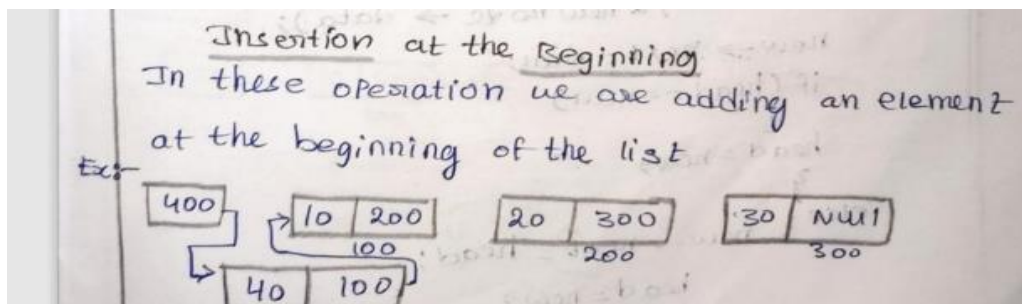 Insertion at the Beginning
In these operation we are adding an element
at the beginning of the list
Ex:-
400 10 200 20 300 30 Null
100 200 300
40 100